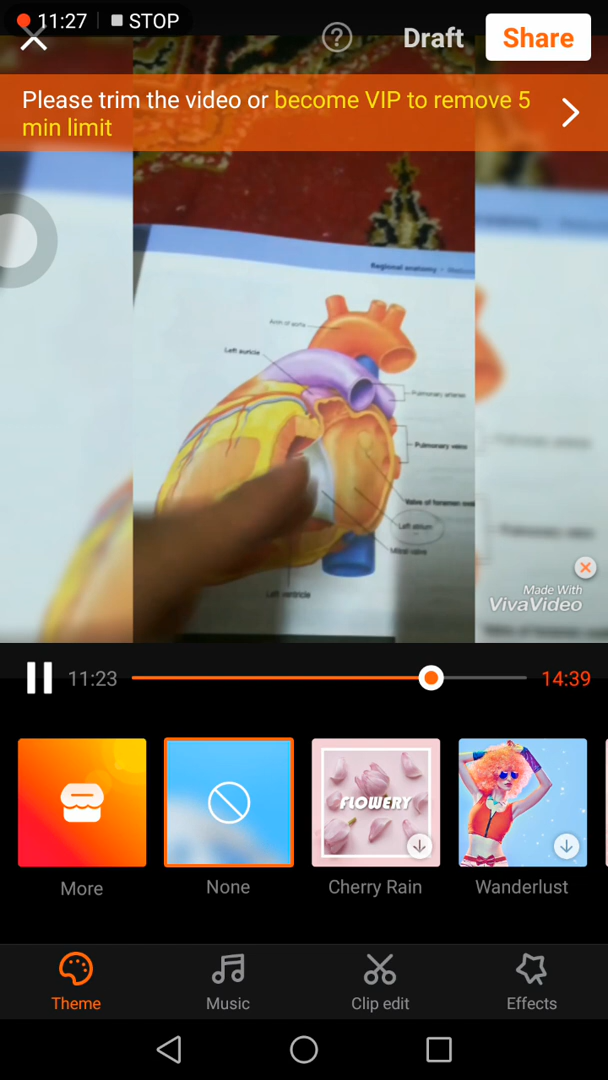 11:27 STOP
Draft
Share
Please trim the video or become VIP to remove 5
min limit
Regional anatomy
Arch of aorta
Left auricle
Pulmonary arteries
Pulmonary veins
Valve of foramen oval
Left atrium
Mitral valve
Left ventricle
Made With
VivaVideo
11:23
14:39
FLOWERY
More
None
Cherry Rain
Wanderlust
Theme
Music
Clip edit
Effects